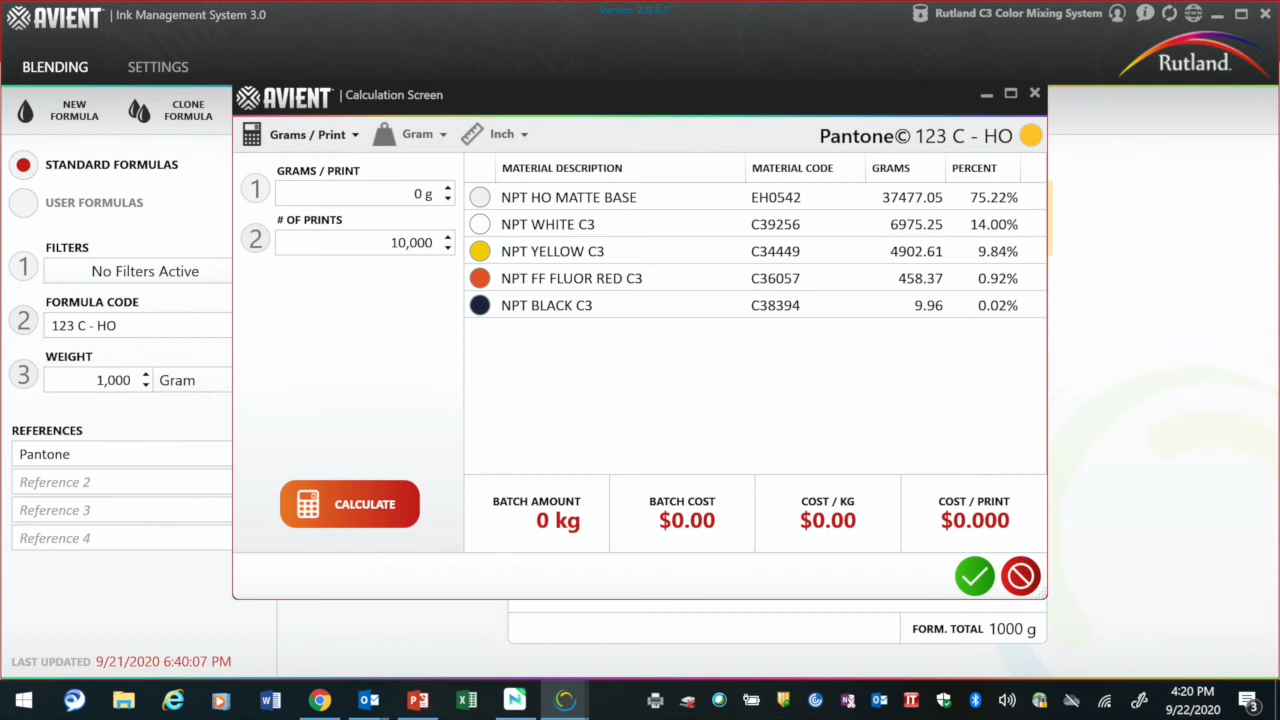 AVIENT | Ink Management System 3.0
Version 2.0.8.5
Rutland C3 Color Mixing System
BLENDING
SETTINGS
Rutland.
NEW FORMULA
CLONE FORMULA
STANDARD FORMULAS
USER FORMULAS
FILTERS
1
No Filters Active
FORMULA CODE
2
123 C - HO
WEIGHT
3
1,000
Gram
REFERENCES
Pantone
Reference 2
Reference 3
Reference 4
LAST UPDATED 9/21/2020 6:40:07 PM
AVIENT | Calculation Screen
Grams / Print
Gram
Inch
Pantone© 123 C - HO
GRAMS / PRINT
1
0 g
# OF PRINTS
2
10,000
CALCULATE
MATERIAL DESCRIPTION MATERIAL CODE GRAMS PERCENT
NPT HO MATTE BASE EH0542 37477.05 75.22%
NPT WHITE C3 C39256 6975.25 14.00%
NPT YELLOW C3 C34449 4902.61 9.84%
NPT FF FLUOR RED C3 C36057 458.37 0.92%
NPT BLACK C3 C38394 9.96 0.02%
BATCH AMOUNT BATCH COST COST / KG COST / PRINT
0 kg $0.00 $0.00 $0.000
FORM. TOTAL 1000 g
4:20 PM
9/22/2020
3